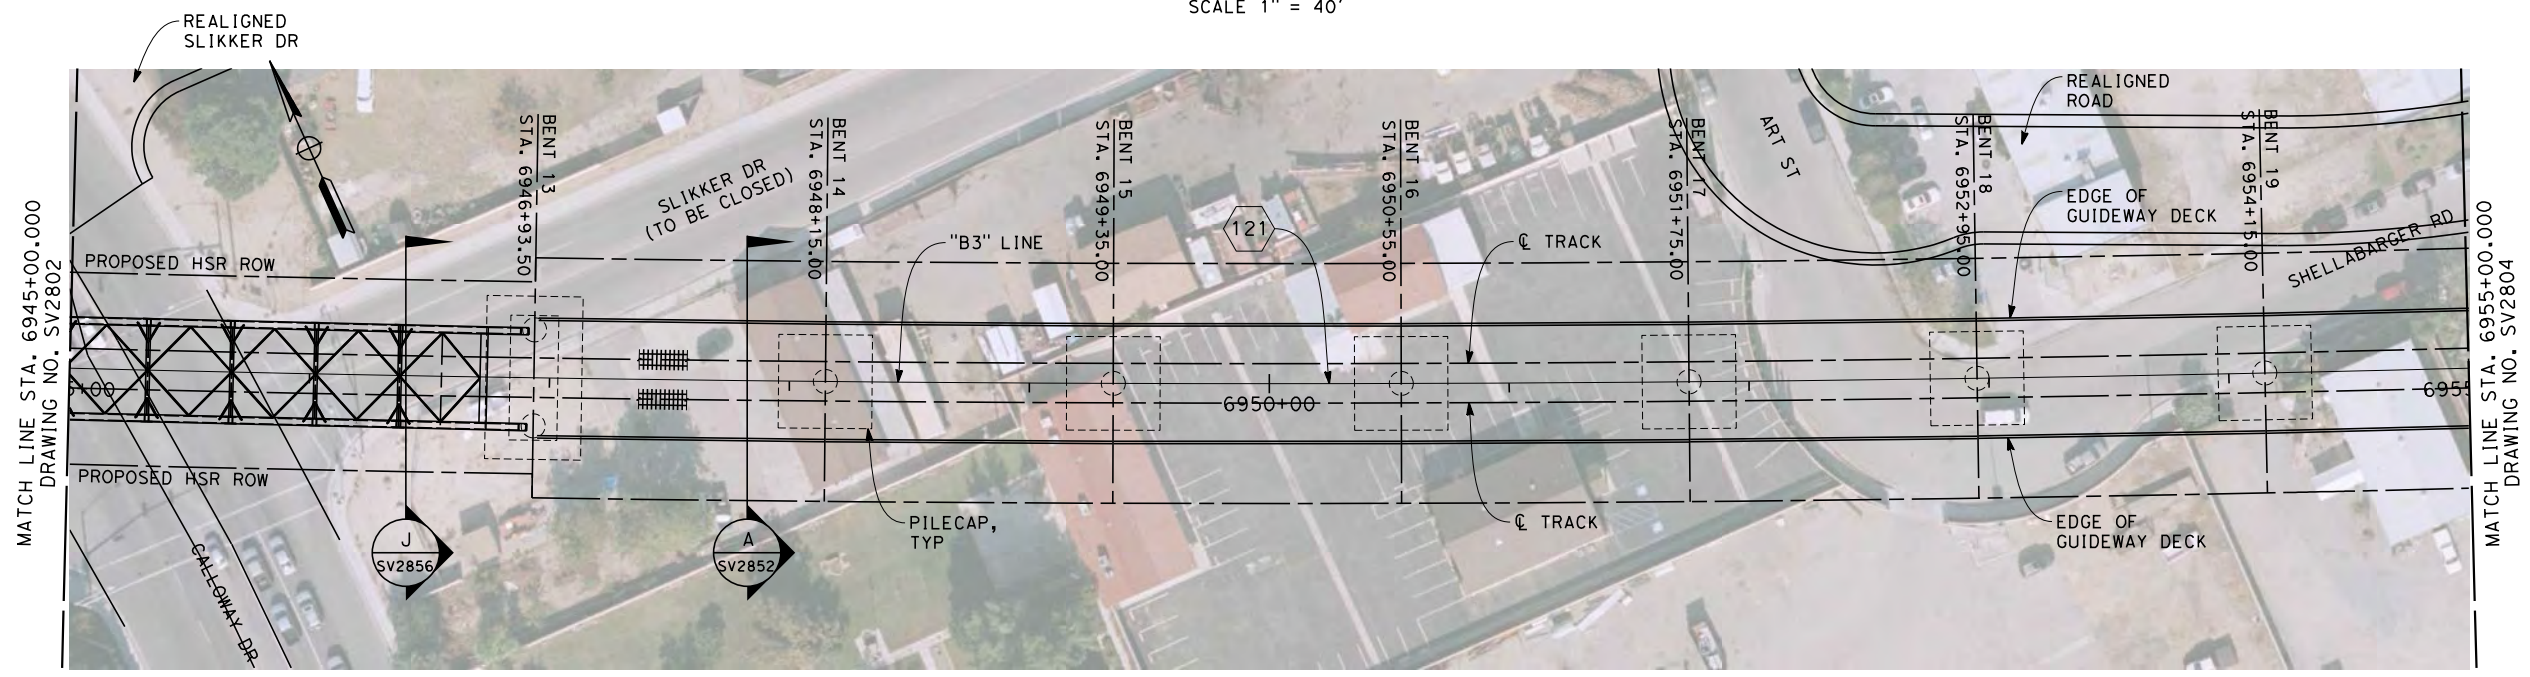 SCALE 1" = 40'
REALIGNED
SLIKKER DR
REALIGNED
ROAD
BENT 13
STA. 6946+93.50
BENT 14
STA. 6948+15.00
BENT 15
STA. 6949+35.00
BENT 16
STA. 6950+55.00
BENT 17
STA. 6951+75.00
BENT 18
STA. 6952+95.00
BENT 19
STA. 6954+15.00
ART ST
SLIKKER DR
(TO BE CLOSED)
EDGE OF
GUIDEWAY DECK
SHELLABARGER RD
121
"B3" LINE
℄ TRACK
PROPOSED HSR ROW
MATCH LINE STA. 6945+00.000
DRAWING NO. SV2802
MATCH LINE STA. 6955+00.000
DRAWING NO. SV2804
5+00
6950+00
6955
PROPOSED HSR ROW
PILECAP,
TYP
℄ TRACK
EDGE OF
GUIDEWAY DECK
J
SV2856
A
SV2852
CALLOWAY DR